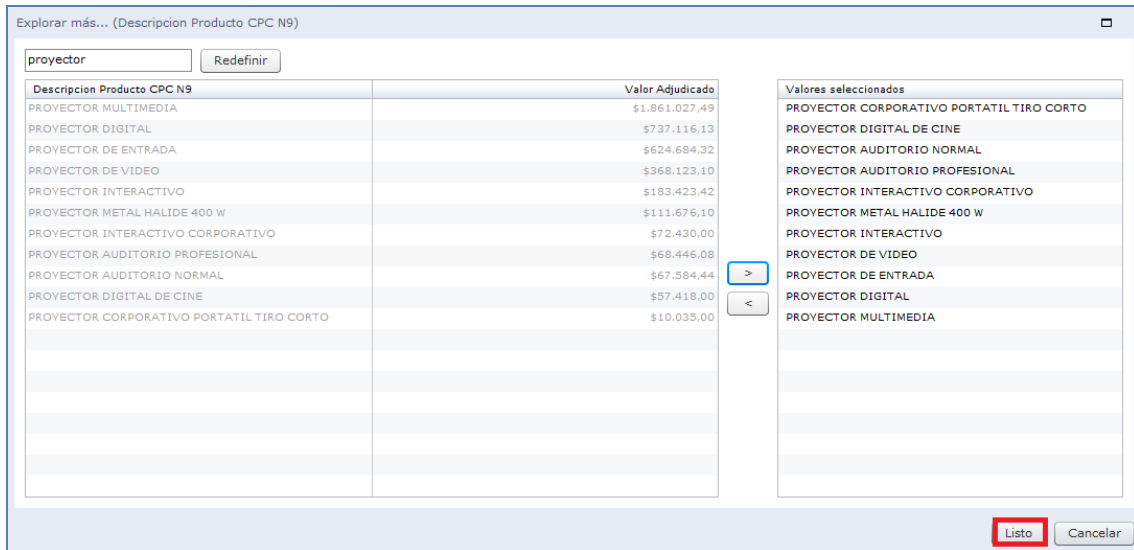 Explorar más... (Descripcion Producto CPC N9)
proyector Redefinir
Descripcion Producto CPC N9 Valor Adjudicado
PROYECTOR MULTIMEDIA $1.861.027,49
PROYECTOR DIGITAL $737.116,13
PROYECTOR DE ENTRADA $624.684,32
PROYECTOR DE VIDEO $368.123,10
PROYECTOR INTERACTIVO $183.423,42
PROYECTOR METAL HALIDE 400 W $111.676,10
PROYECTOR INTERACTIVO CORPORATIVO $72.430,00
PROYECTOR AUDITORIO PROFESIONAL $68.446,08
PROYECTOR AUDITORIO NORMAL $67.584,44
PROYECTOR DIGITAL DE CINE $57.418,00
PROYECTOR CORPORATIVO PORTATIL TIRO CORTO $10.035,00
>
<
Valores seleccionados
PROYECTOR CORPORATIVO PORTATIL TIRO CORTO
PROYECTOR DIGITAL DE CINE
PROYECTOR AUDITORIO NORMAL
PROYECTOR AUDITORIO PROFESIONAL
PROYECTOR INTERACTIVO CORPORATIVO
PROYECTOR METAL HALIDE 400 W
PROYECTOR INTERACTIVO
PROYECTOR DE VIDEO
PROYECTOR DE ENTRADA
PROYECTOR DIGITAL
PROYECTOR MULTIMEDIA
Listo Cancelar